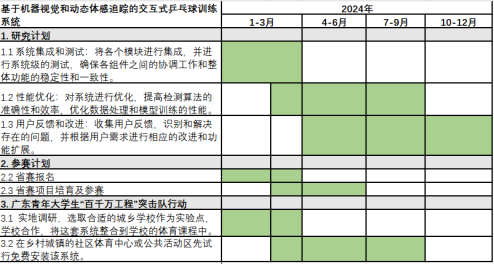 基于机器视觉和动态体感追踪的交互式乒乓球训练
系统
2024年
1-3月
4-6月
7-9月
10-12月
1. 研究计划
1.1 系统集成和测试：将各个模块进行集成，并进
行系统级的测试，确保各组件之间的协调工作和整
体功能的稳定性和一致性。
1.2 性能优化：对系统进行优化，提高检测算法的
准确性和效率，优化数据处理和模型训练的性能。
1.3 用户反馈和改进：收集用户反馈，识别和解决
存在的问题，并根据用户需求进行相应的改进和功
能扩展。
2. 参赛计划
2.2 省赛报名
2.3 省赛项目培育及参赛
3. 广东青年大学生“百千万工程”突击队行动
3.1 实地调研，选取合适的城乡学校作为实验点，
学校合作，将这套系统整合到学校的体育课程中。
3.2 在乡村城镇的社区体育中心或公共活动区先试
行免费安装该系统。